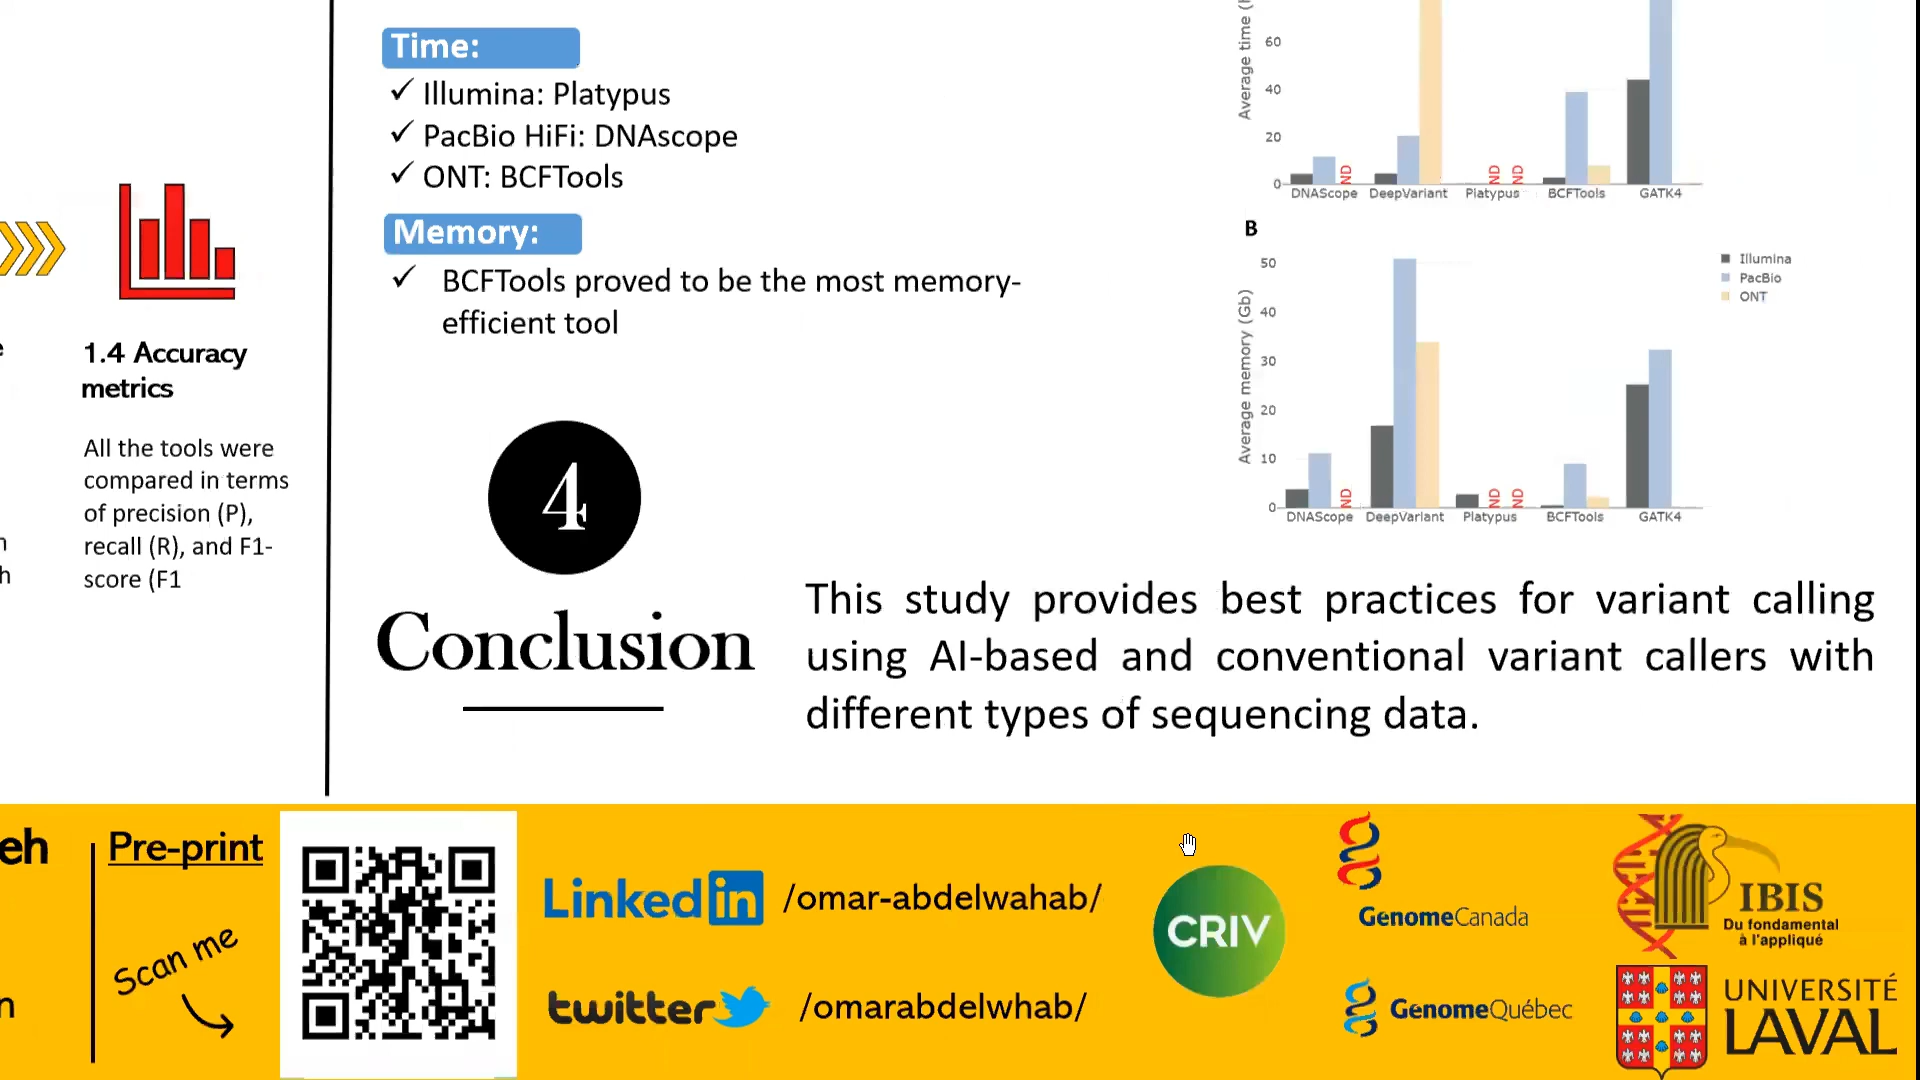 1.4 Accuracy
metrics
All the tools were
compared in terms
of precision (P),
recall (R), and F1-
score (F1
Time:
✓ Illumina: Platypus
✓ PacBio HiFi: DNAscope
✓ ONT: BCFTools
Memory:
✓ BCFTools proved to be the most memory-
efficient tool
Average time (
60
40
20
0
ND
ND
ND
DNAScope
DeepVariant
Platypus
BCFTools
GATK4
B
Illumina
PacBio
ONT
Average memory (Gb)
50
40
30
20
10
0
ND
ND
ND
DNAScope
DeepVariant
Platypus
BCFTools
GATK4
4
Conclusion
This study provides best practices for variant calling
using AI-based and conventional variant callers with
different types of sequencing data.
eh
Pre-print
Scan me
LinkedIn /omar-abdelwahab/
twitter /omarabdelwhab/
CRIV
GenomeCanada
GenomeQuébec
IBIS
Du fondamental
à l'appliqué
UNIVERSITÉ
LAVAL